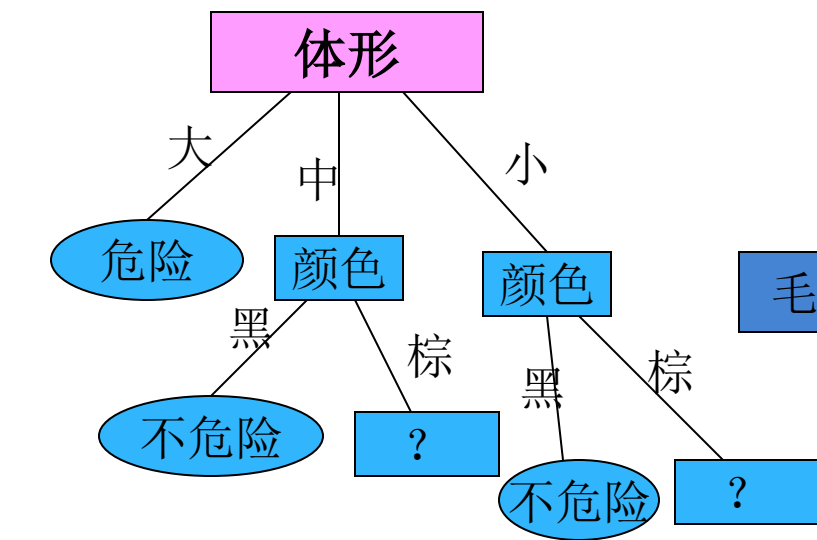 体形
大
中
小
危险
颜色
颜色
毛
黑
棕
黑
棕
不危险
？
不危险
？